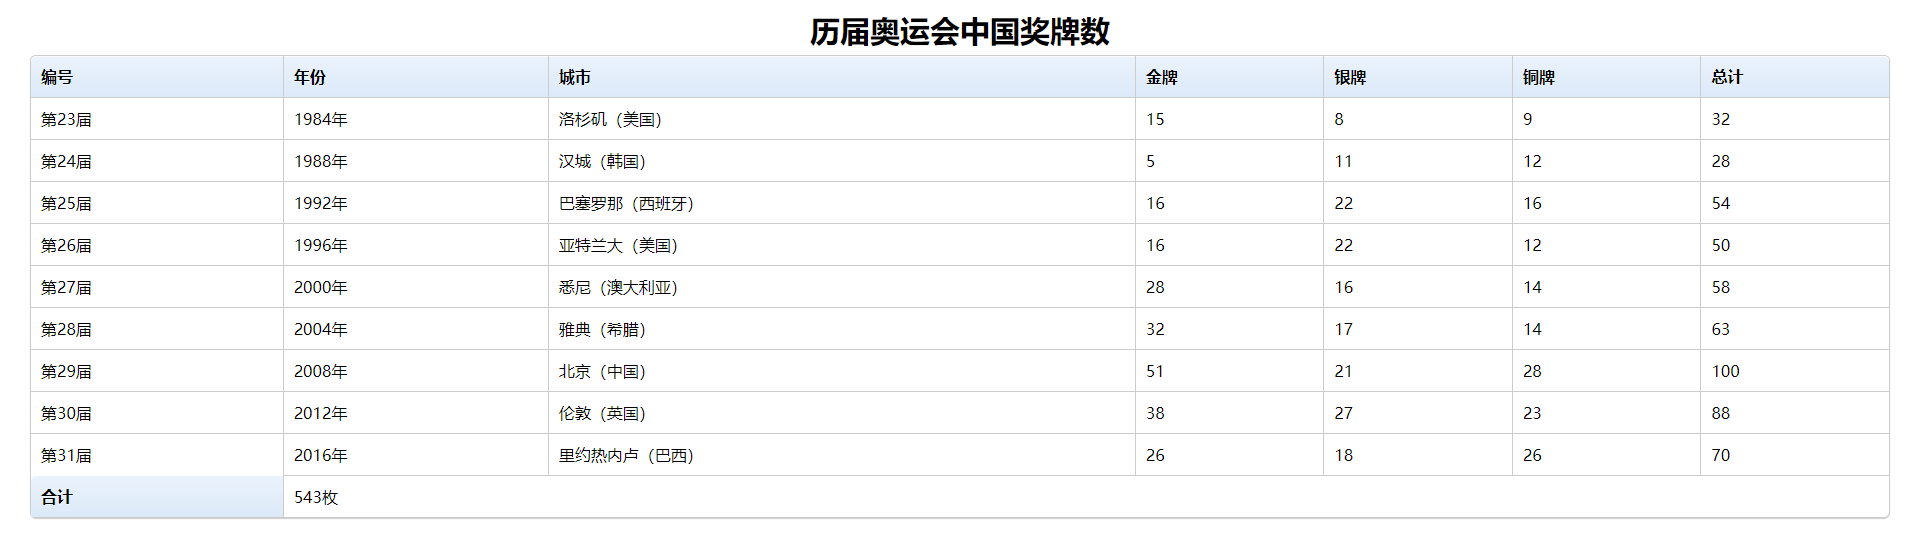 历届奥运会中国奖牌数
编号 年份 城市 金牌 银牌 铜牌 总计
第23届 1984年 洛杉矶（美国） 15 8 9 32
第24届 1988年 汉城（韩国） 5 11 12 28
第25届 1992年 巴塞罗那（西班牙） 16 22 16 54
第26届 1996年 亚特兰大（美国） 16 22 12 50
第27届 2000年 悉尼（澳大利亚） 28 16 14 58
第28届 2004年 雅典（希腊） 32 17 14 63
第29届 2008年 北京（中国） 51 21 28 100
第30届 2012年 伦敦（英国） 38 27 23 88
第31届 2016年 里约热内卢（巴西） 26 18 26 70
合计 543枚